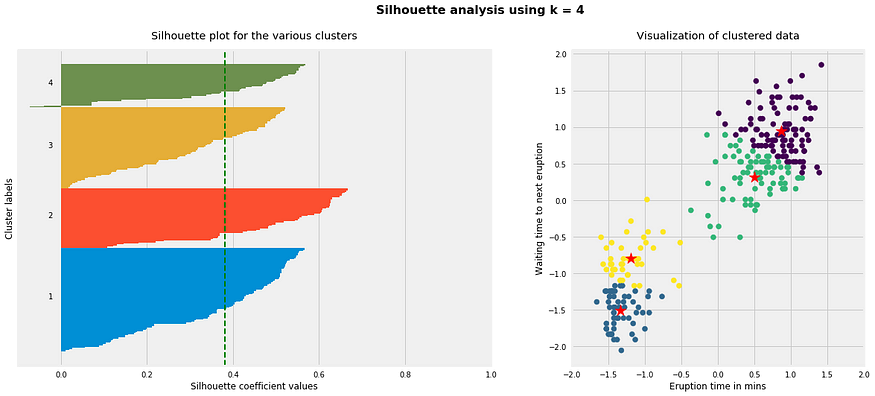 Silhouette analysis using k = 4
Silhouette plot for the various clusters
Cluster labels
4
3
2
1
0.0 0.2 0.4 0.6 0.8 1.0
Silhouette coefficient values
Visualization of clustered data
Waiting time to next eruption
2.0
1.5
1.0
0.5
0.0
−0.5
−1.0
−1.5
−2.0
−2.0 −1.5 −1.0 −0.5 0.0 0.5 1.0 1.5 2.0
Eruption time in mins